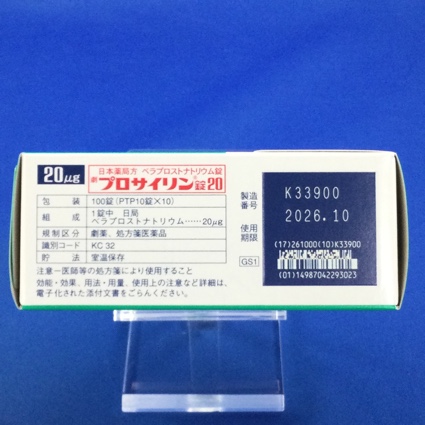 20μg
日本薬局方 ベラプロストナトリウム錠
劇 プロサイリン®錠20
包装 100錠(PTP10錠×10)
組成 1錠中 日局
ベラプロストナトリウム……20μg
規制区分 劇薬、処方箋医薬品
識別コード KC 32
貯法 室温保存
注意-医師等の処方箋により使用すること
効能・効果、用法・用量、使用上の注意など詳細は、
電子化された添付文書をごらんください。
製造番号
K33900
使用期限
2026.10
(17)261000(10)K33900
(01)14987042293023
GS1